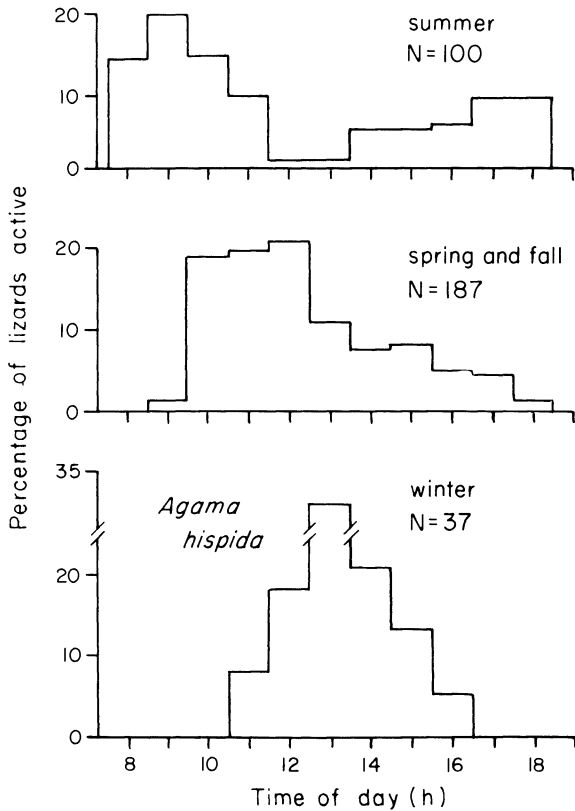 summer
N=100
20
10
0
spring and fall
N=187
20
10
0
Percentage of lizards active
winter
N=37
Agama
hispida
35
20
10
0
8 10 12 14 16 18
Time of day (h)